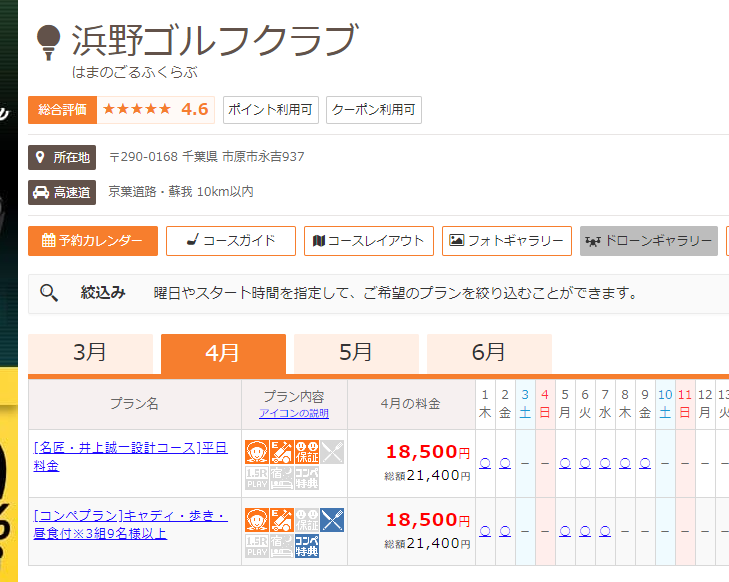 浜野ゴルフクラブ
はまのごるふくらぶ
総合評価 ★★★★★ 4.6 ポイント利用可 クーポン利用可
所在地 〒290-0168 千葉県 市原市永吉937
高速道 京葉道路・蘇我 10km以内
予約カレンダー コースガイド コースレイアウト フォトギャラリー ドローンギャラリー
絞込み 曜日やスタート時間を指定して、ご希望のプランを絞り込むことができます。
3月 4月 5月 6月
プラン名 プラン内容 4月の料金 1 2 3 4 5 6 7 8 9 10 11 12 13
アイコンの説明 木 金 土 日 月 火 水 木 金 土 日 月 火
[名匠・井上誠一設計コース]平日
料金
E 保証
1.5R PLAY 宿 コンペ特典
18,500円
総額21,400円
○ ○ − − ○ ○ ○ ○ ○ − − − −
[コンペプラン]キャディ・歩き・
昼食付※3組9名様以上
E 保証
1.5R PLAY 宿 コンペ特典
18,500円
総額21,400円
○ ○ − − ○ ○ ○ − − − − − −
%